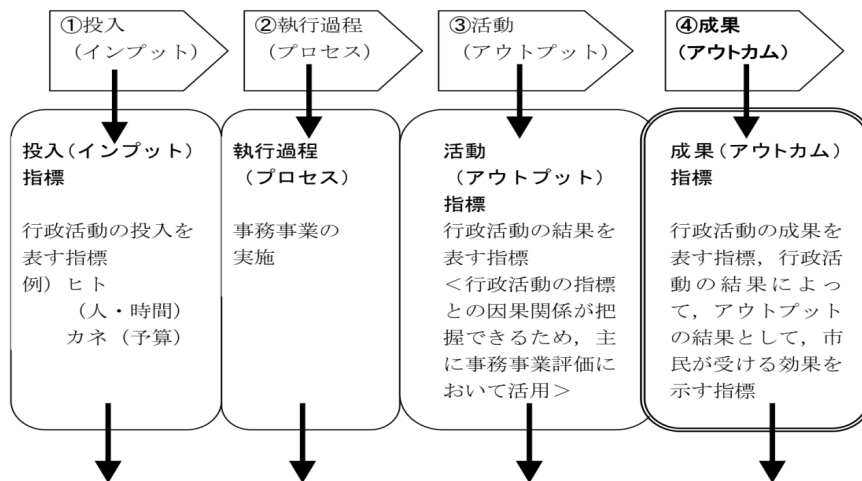 ①投入
（インプット）
②執行過程
（プロセス）
③活動
（アウトプット）
④成果
（アウトカム）
投入（インプット）
指標
行政活動の投入を
表す指標
例）ヒト
（人・時間）
カネ（予算）
執行過程
（プロセス）
事務事業の
実施
活動
（アウトプット）
指標
行政活動の結果を
表す指標
＜行政活動の指標
との因果関係が把
握できるため，主
に事務事業評価に
おいて活用＞
成果（アウトカム）
指標
行政活動の成果を
表す指標，行政活
動の結果によっ
て，アウトプット
の結果として，市
民が受ける効果を
示す指標